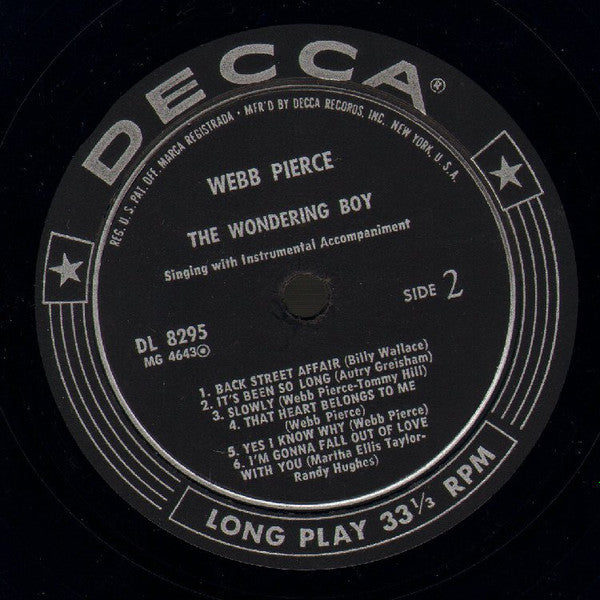 DECCA®
REG. U. S. PAT. OFF. MARCA REGISTRADA • MFR'D BY DECCA RECORDS, INC. NEW YORK, U. S. A.
WEBB PIERCE
THE WONDERING BOY
Singing with Instrumental Accompaniment
SIDE 2
DL 8295
MG 4643
1. BACK STREET AFFAIR (Billy Wallace)
2. IT'S BEEN SO LONG (Autry Greisham)
3. SLOWLY (Webb Pierce-Tommy Hill)
4. THAT HEART BELONGS TO ME
(Webb Pierce)
5. YES I KNOW WHY (Webb Pierce)
6. I'M GONNA FALL OUT OF LOVE
WITH YOU (Martha Ellis Taylor-
Randy Hughes)
LONG PLAY 33⅓ RPM